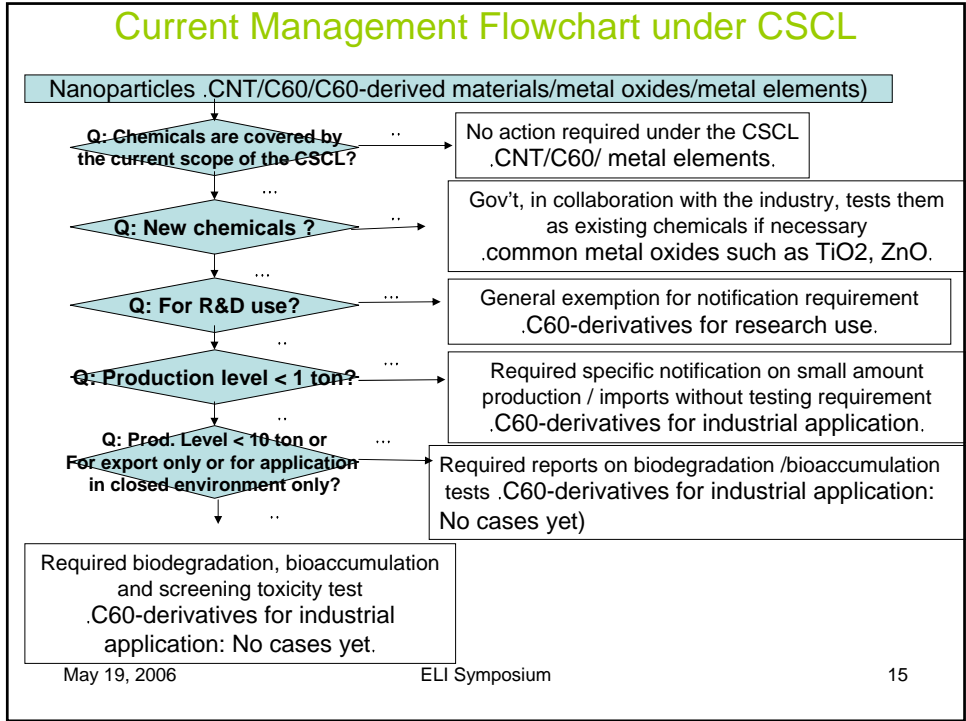 Current Management Flowchart under CSCL
Nanoparticles .CNT/C60/C60-derived materials/metal oxides/metal elements)
Q: Chemicals are covered by
the current scope of the CSCL?
..
No action required under the CSCL
.CNT/C60/ metal elements.
...
Q: New chemicals ?
..
Gov't, in collaboration with the industry, tests them
as existing chemicals if necessary
.common metal oxides such as TiO2, ZnO.
...
Q: For R&D use?
...
General exemption for notification requirement
.C60-derivatives for research use.
..
Q: Production level < 1 ton?
...
Required specific notification on small amount
production / imports without testing requirement
.C60-derivatives for industrial application.
..
Q: Prod. Level < 10 ton or
For export only or for application
in closed environment only?
...
Required reports on biodegradation /bioaccumulation
tests .C60-derivatives for industrial application:
No cases yet)
..
Required biodegradation, bioaccumulation
and screening toxicity test
.C60-derivatives for industrial
application: No cases yet.
May 19, 2006
ELI Symposium
15